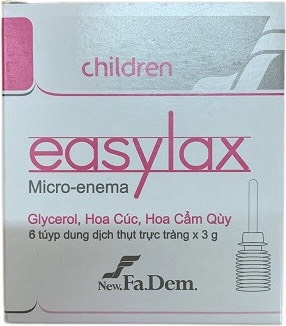 children
easylax
Micro-enema
Glycerol, Hoa Cúc, Hoa Cẩm Qùy
6 túyp dung dịch thụt trực tràng x 3 g
New.Fa.Dem.